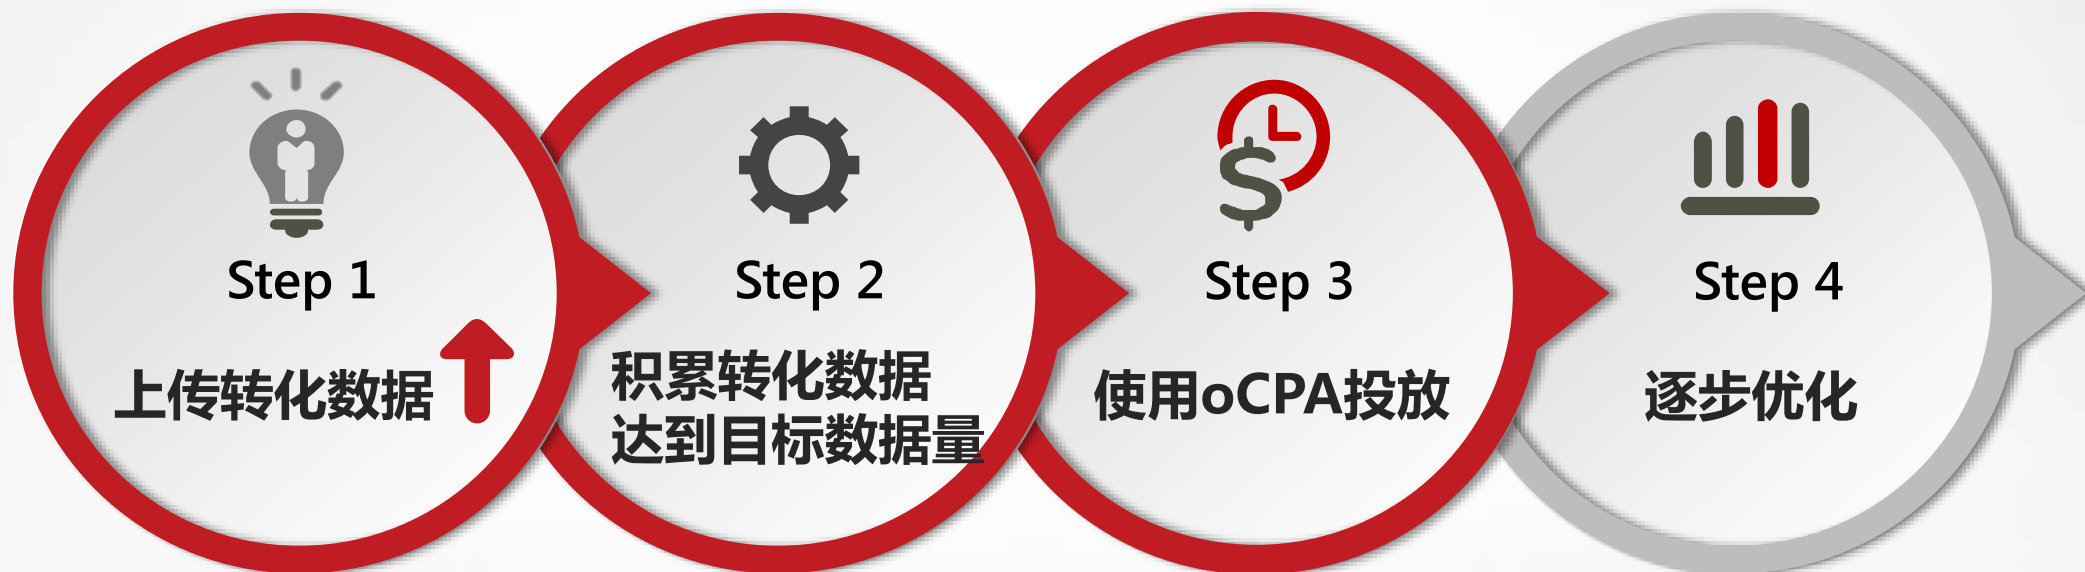 Step 1
上传转化数据
Step 2
积累转化数据
达到目标数据量
Step 3
使用oCPA投放
Step 4
逐步优化